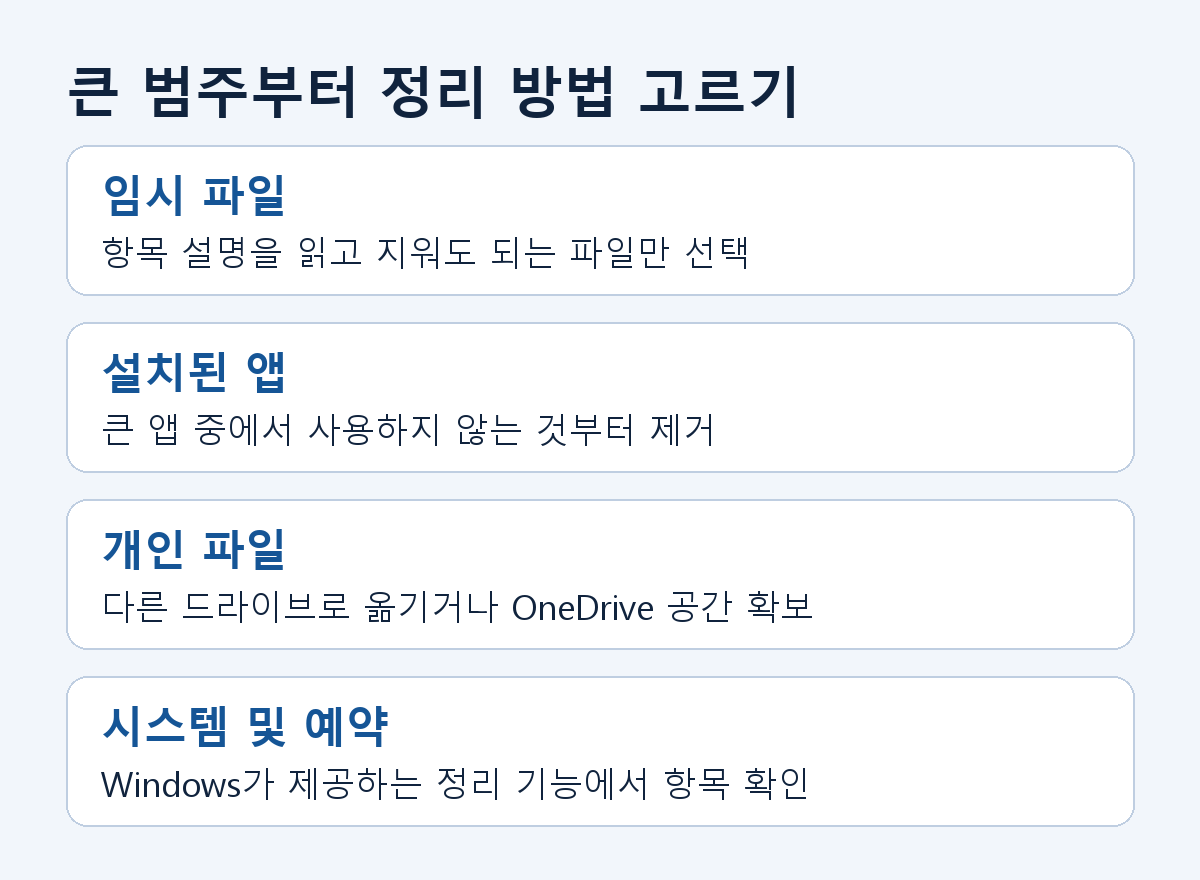 큰 범주부터 정리 방법 고르기
임시 파일
항목 설명을 읽고 지워도 되는 파일만 선택
설치된 앱
큰 앱 중에서 사용하지 않는 것부터 제거
개인 파일
다른 드라이브로 옮기거나 OneDrive 공간 확보
시스템 및 예약
Windows가 제공하는 정리 기능에서 항목 확인